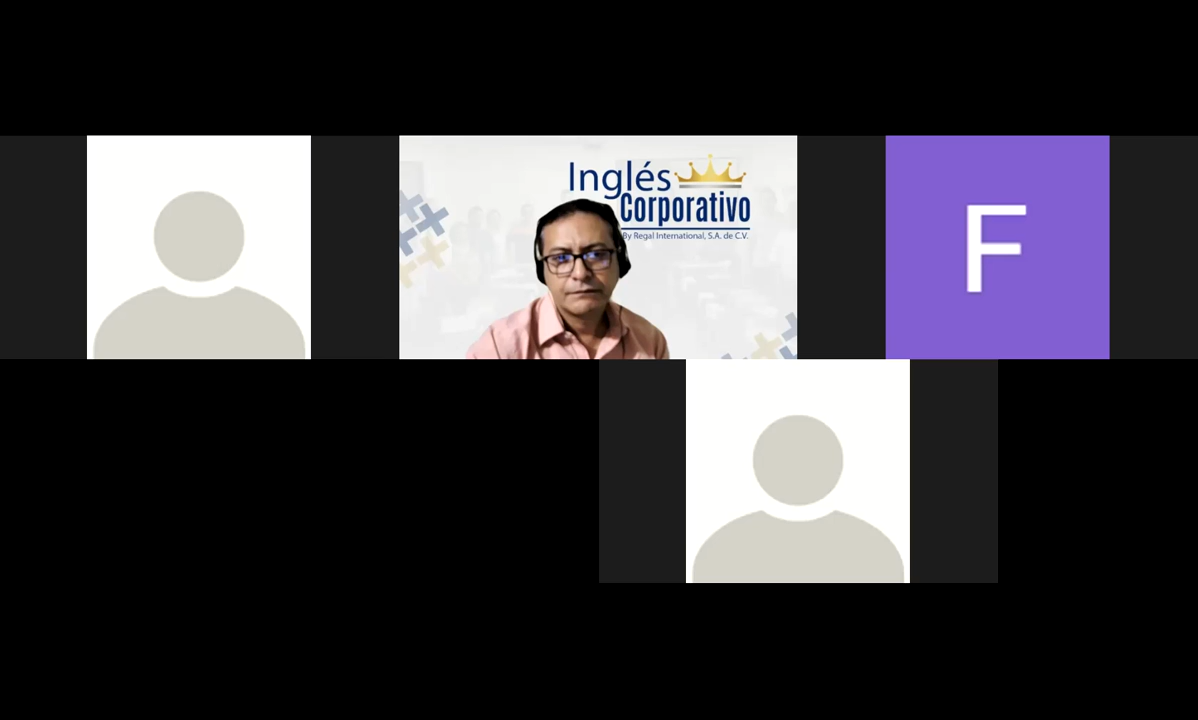 Inglés
Corporativo
By Regal International, S.A. de C.V.
F